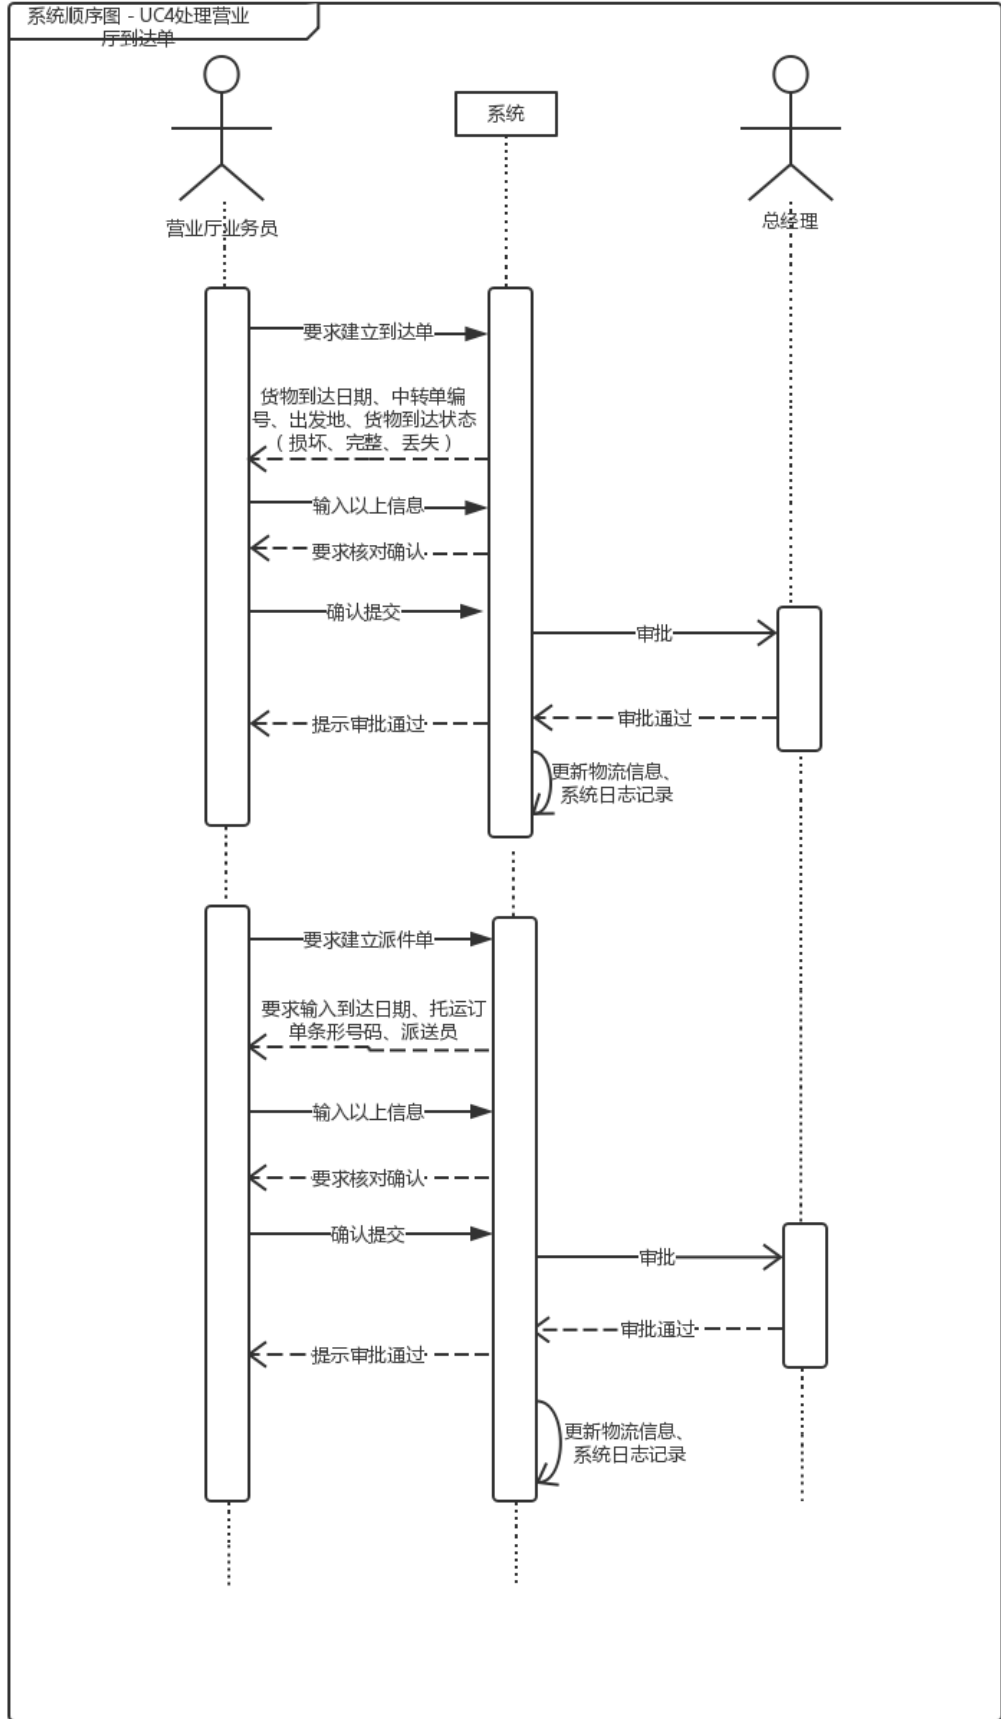 系统顺序图 - UC4处理营业
厅到达单
系统
营业厅业务员
总经理
要求建立到达单
货物到达日期、中转单编
号、出发地、货物到达状态
（损坏、完整、丢失）
输入以上信息
要求核对确认
确认提交
审批
审批通过
提示审批通过
更新物流信息、
系统日志记录
要求建立派件单
要求输入到达日期、托运订
单条形号码、派送员
输入以上信息
要求核对确认
确认提交
审批
审批通过
提示审批通过
更新物流信息、
系统日志记录